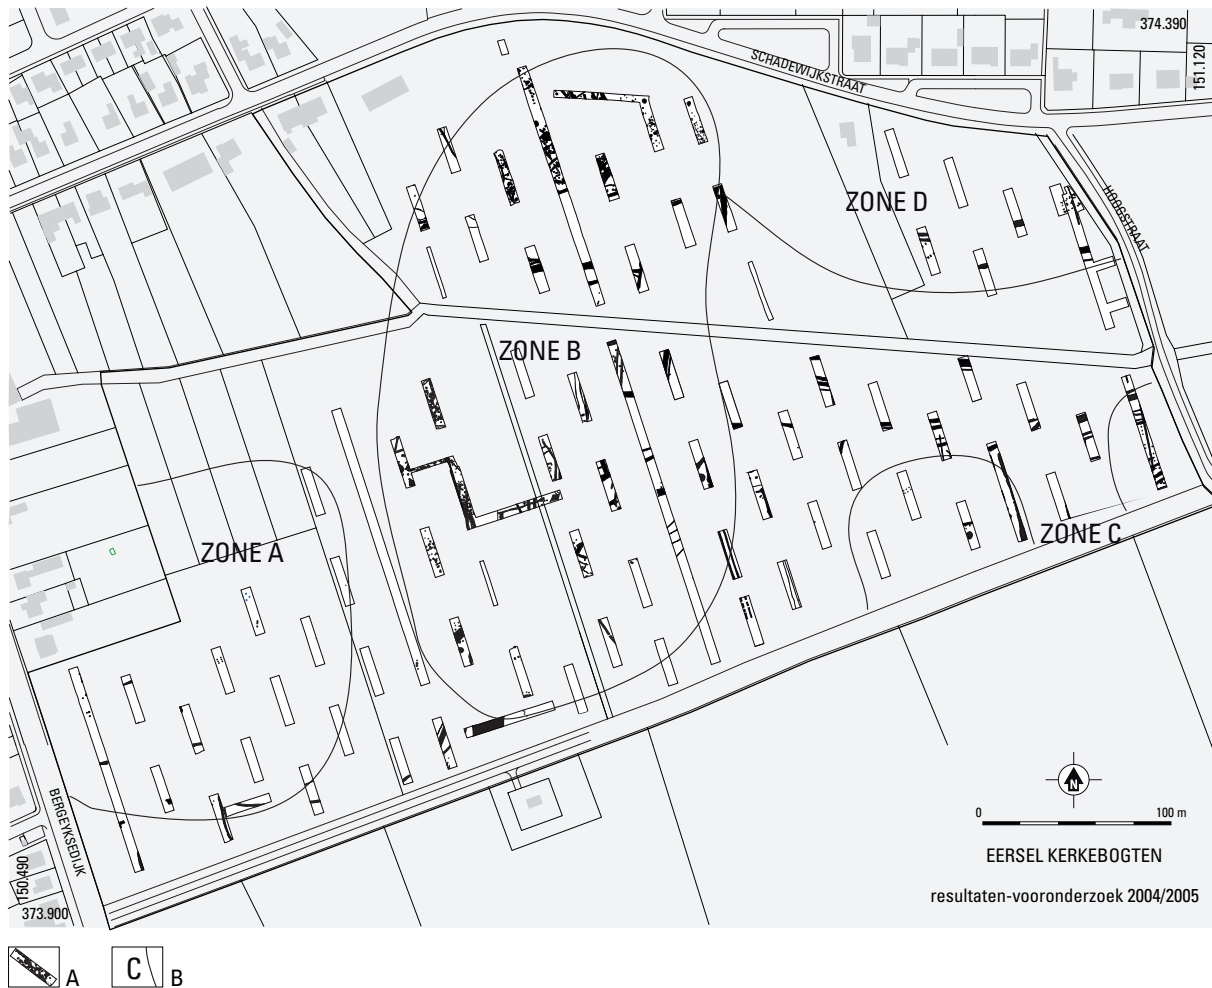 374.390
151.120
SCHADEWIJKSTRAAT
HOOGSTRAAT
ZONE D
ZONE B
ZONE A
ZONE C
BERGEYKSEDIJK
N
0 100 m
EERSEL KERKEBOGTEN
resultaten-vooronderzoek 2004/2005
150.490
373.900
A
C B